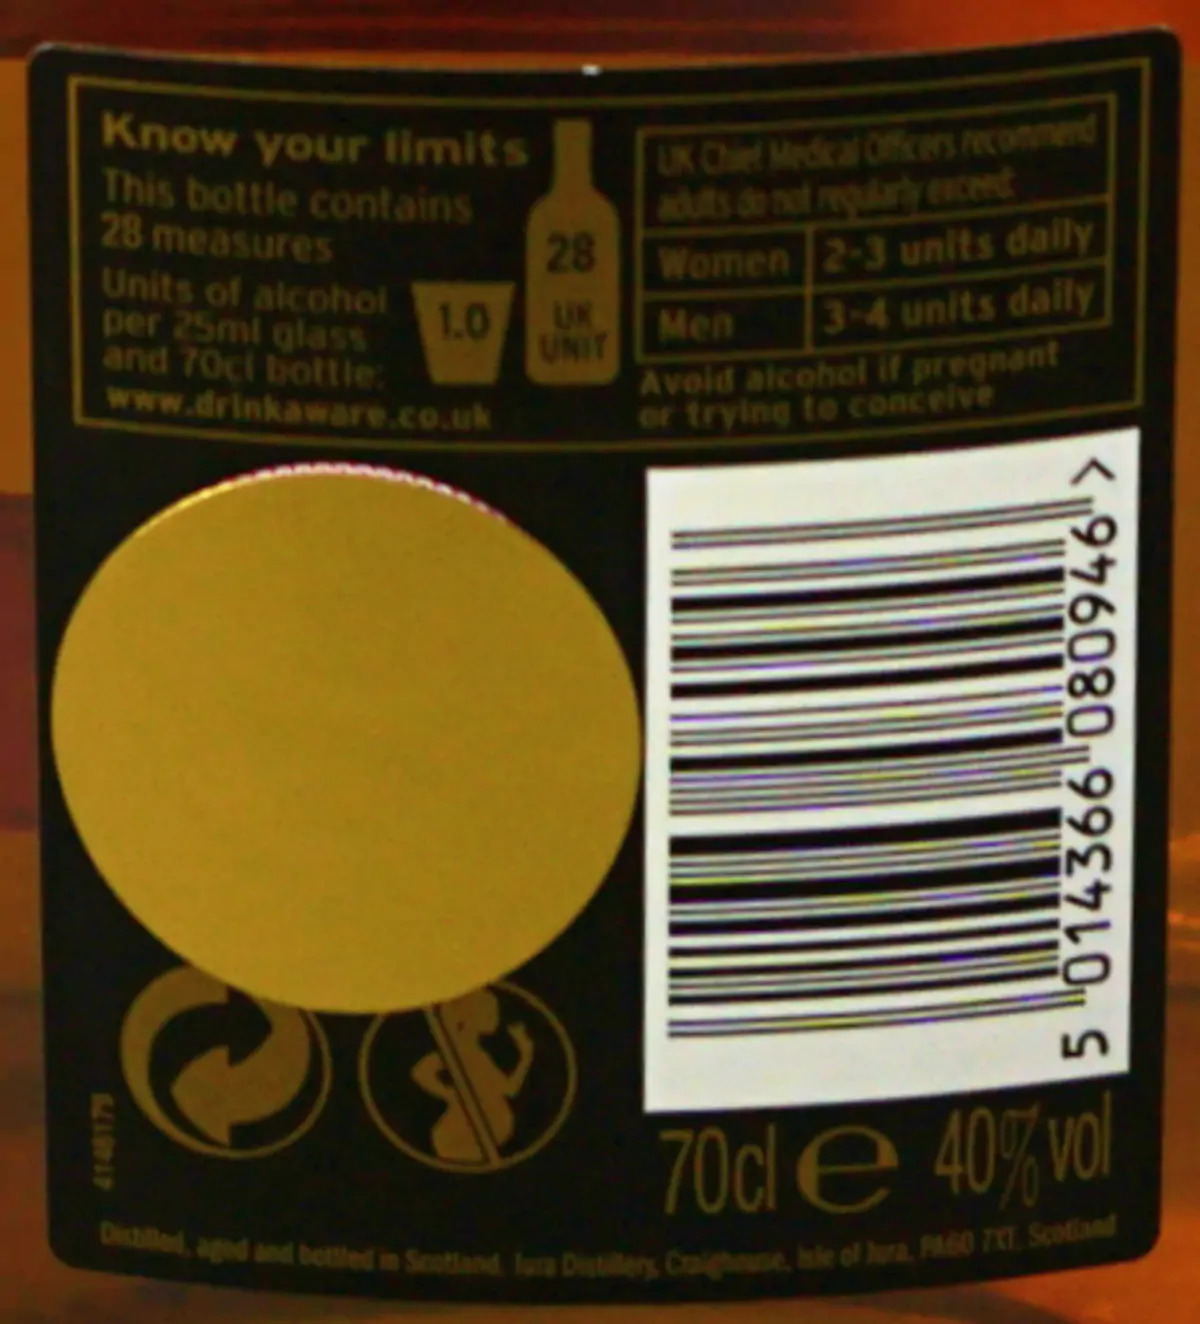 Know your limits
This bottle contains
28 measures
Units of alcohol
per 25ml glass
and 70cl bottle:
www.drinkaware.co.uk
1.0
28
UK
UNIT
UK Chief Medical Officers recommend
adults do not regularly exceed:
Women 2-3 units daily
Men 3-4 units daily
Avoid alcohol if pregnant
or trying to conceive
5 014366 080946 >
70cl e 40% vol
Distilled, aged and bottled in Scotland. Jura Distillery, Craighouse, Isle of Jura, PA60 7XT, Scotland